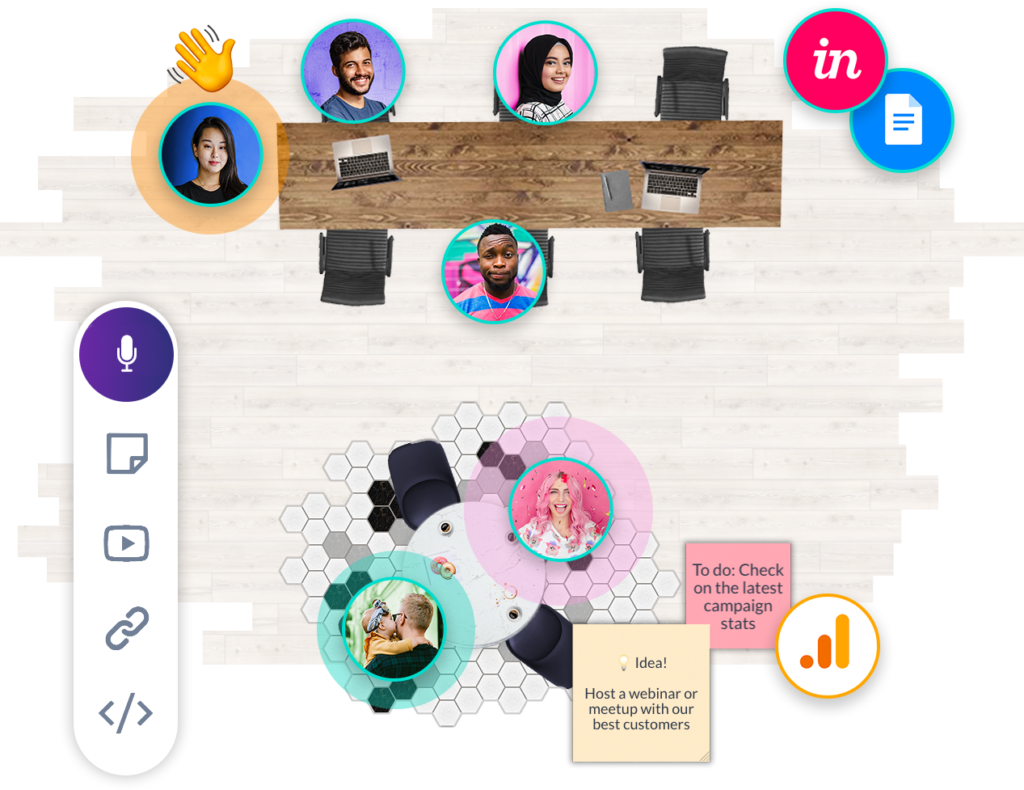 in
To do: Check
on the latest
campaign
stats
💡 Idea!
Host a webinar or
meetup with our
best customers